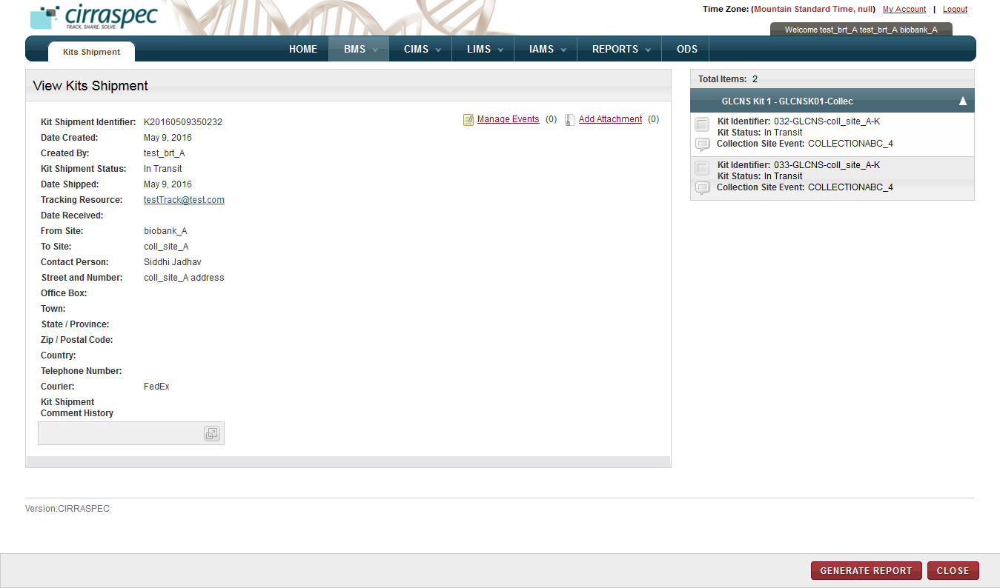 cirraspec
TRACK. SHARE. SOLVE.
Time Zone: (Mountain Standard Time, null) My Account | Logout
Welcome test_brt_A test_brt_A biobank_A
Kits Shipment
HOME BMS CIMS LIMS IAMS REPORTS ODS
View Kits Shipment
Kit Shipment Identifier: K20160509350232
Manage Events (0) Add Attachment (0)
Date Created: May 9, 2016
Created By: test_brt_A
Kit Shipment Status: In Transit
Date Shipped: May 9, 2016
Tracking Resource: testTrack@test.com
Date Received:
From Site: biobank_A
To Site: coll_site_A
Contact Person: Siddhi Jadhav
Street and Number: coll_site_A address
Office Box:
Town:
State / Province:
Zip / Postal Code:
Country:
Telephone Number:
Courier: FedEx
Kit Shipment
Comment History
Total Items: 2
GLCNS Kit 1 - GLCNSK01-Collec
Kit Identifier: 032-GLCNS-coll_site_A-K
Kit Status: In Transit
Collection Site Event: COLLECTIONABC_4
Kit Identifier: 033-GLCNS-coll_site_A-K
Kit Status: In Transit
Collection Site Event: COLLECTIONABC_4
Version:CIRRASPEC
GENERATE REPORT CLOSE